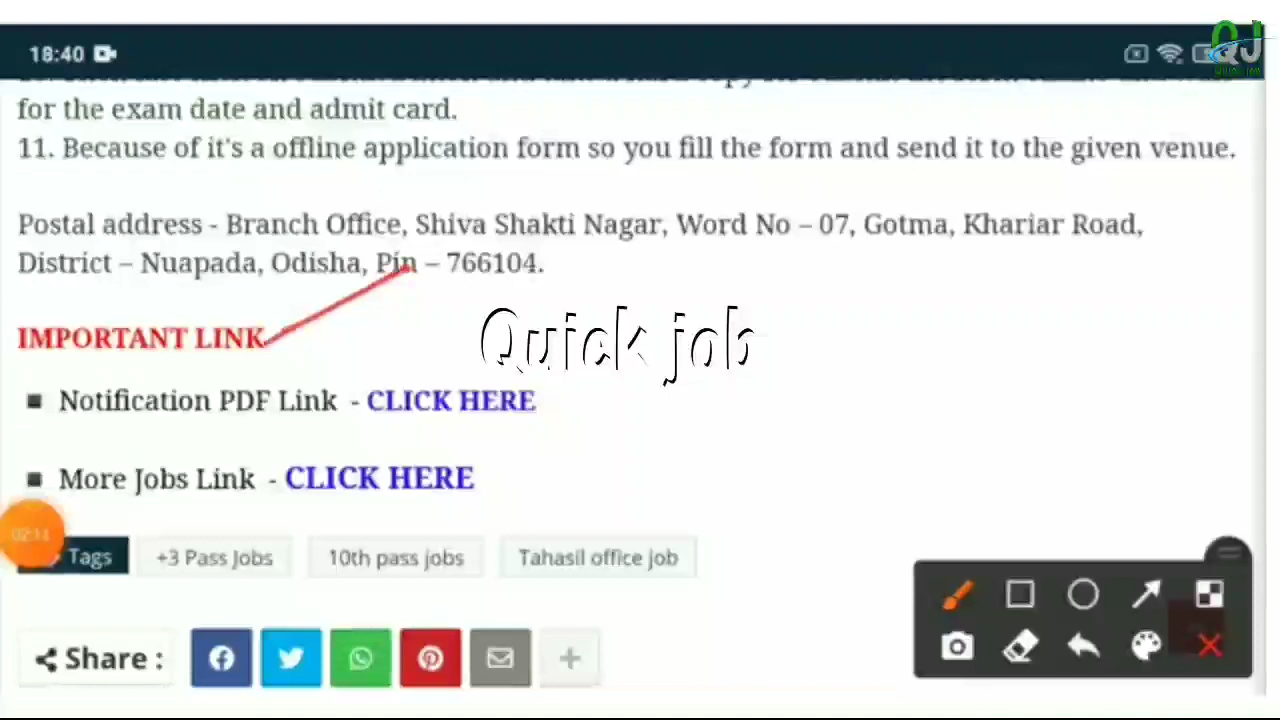 18:40
QJ
for the exam date and admit card.
11. Because of it's a offline application form so you fill the form and send it to the given venue.
Postal address - Branch Office, Shiva Shakti Nagar, Word No – 07, Gotma, Khariar Road,
District – Nuapada, Odisha, Pin – 766104.
IMPORTANT LINK
Quick job
■ Notification PDF Link - CLICK HERE
■ More Jobs Link - CLICK HERE
02:11
Tags
+3 Pass Jobs
10th pass jobs
Tahasil office job
Share :